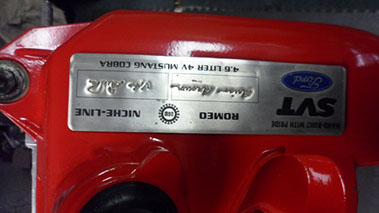 HAND-BUILT WITH PRIDE
SVT
Ford
ROMEO
NICHE-LINE
4.6 LITER 4V MUSTANG COBRA